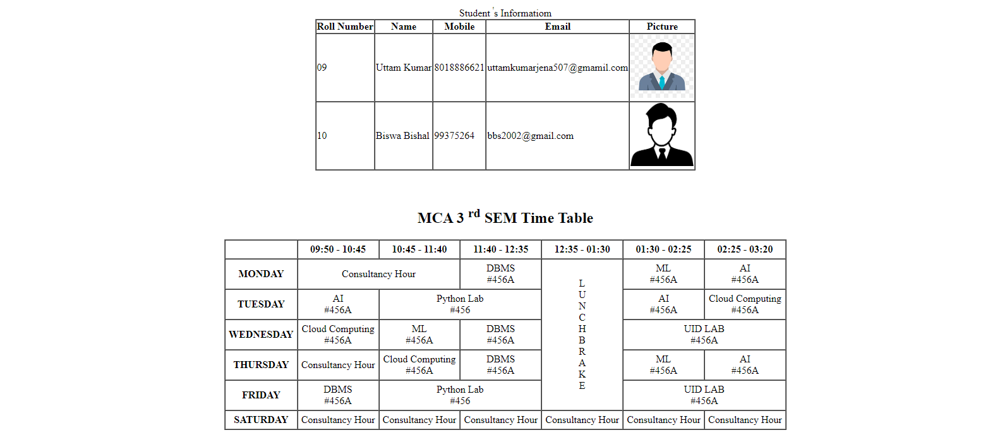 Student 's Informatiom
Roll Number Name Mobile Email Picture
09 Uttam Kumar 8018886621 uttamkumarjena507@gmamil.com
10 Biswa Bishal 99375264 bbs2002@gmail.com
MCA 3 rd SEM Time Table
09:50 - 10:45 10:45 - 11:40 11:40 - 12:35 12:35 - 01:30 01:30 - 02:25 02:25 - 03:20
MONDAY
Consultancy Hour
DBMS
#456A
L
U
N
C
H
B
R
A
K
E
ML
#456A
AI
#456A
TUESDAY
AI
#456A
Python Lab
#456
AI
#456A
Cloud Computing
#456A
WEDNESDAY
Cloud Computing
#456A
ML
#456A
DBMS
#456A
UID LAB
#456A
THURSDAY
Consultancy Hour
Cloud Computing
#456A
DBMS
#456A
ML
#456A
AI
#456A
FRIDAY
DBMS
#456A
Python Lab
#456
UID LAB
#456A
SATURDAY Consultancy Hour Consultancy Hour Consultancy Hour Consultancy Hour Consultancy Hour Consultancy Hour